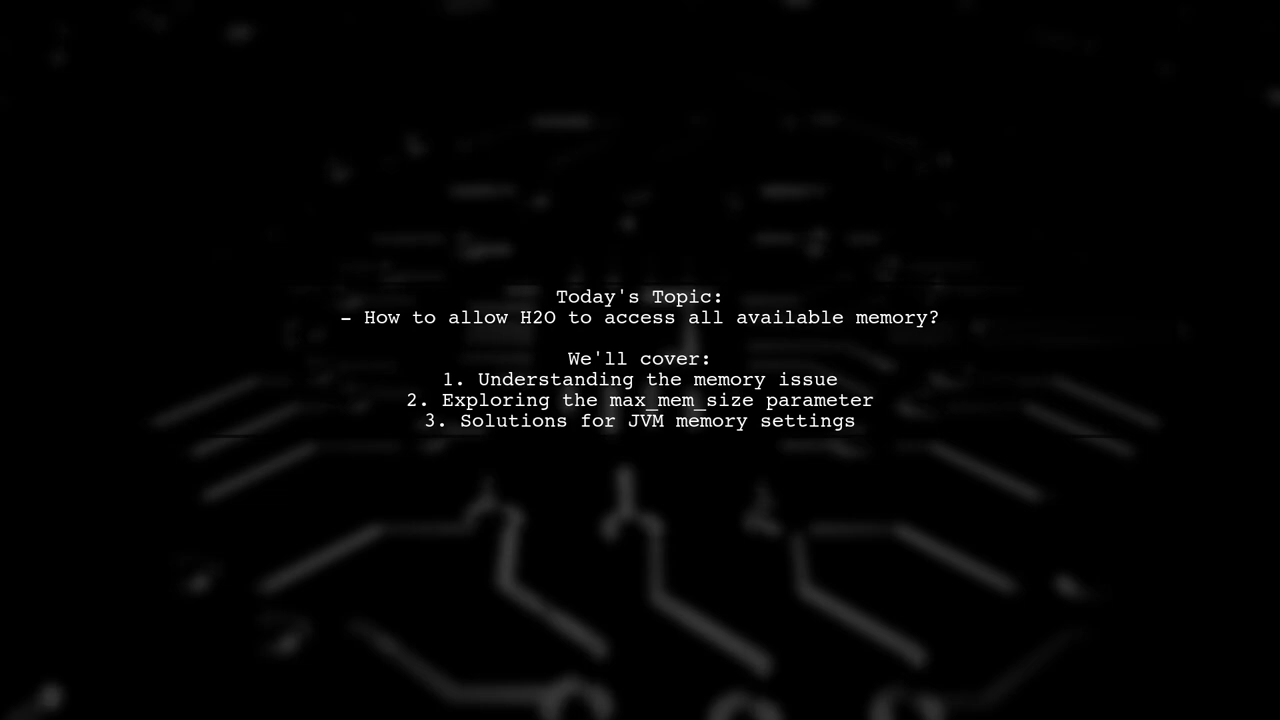 Today's Topic:
- How to allow H2O to access all available memory?
We'll cover:
1. Understanding the memory issue
2. Exploring the max_mem_size parameter
3. Solutions for JVM memory settings